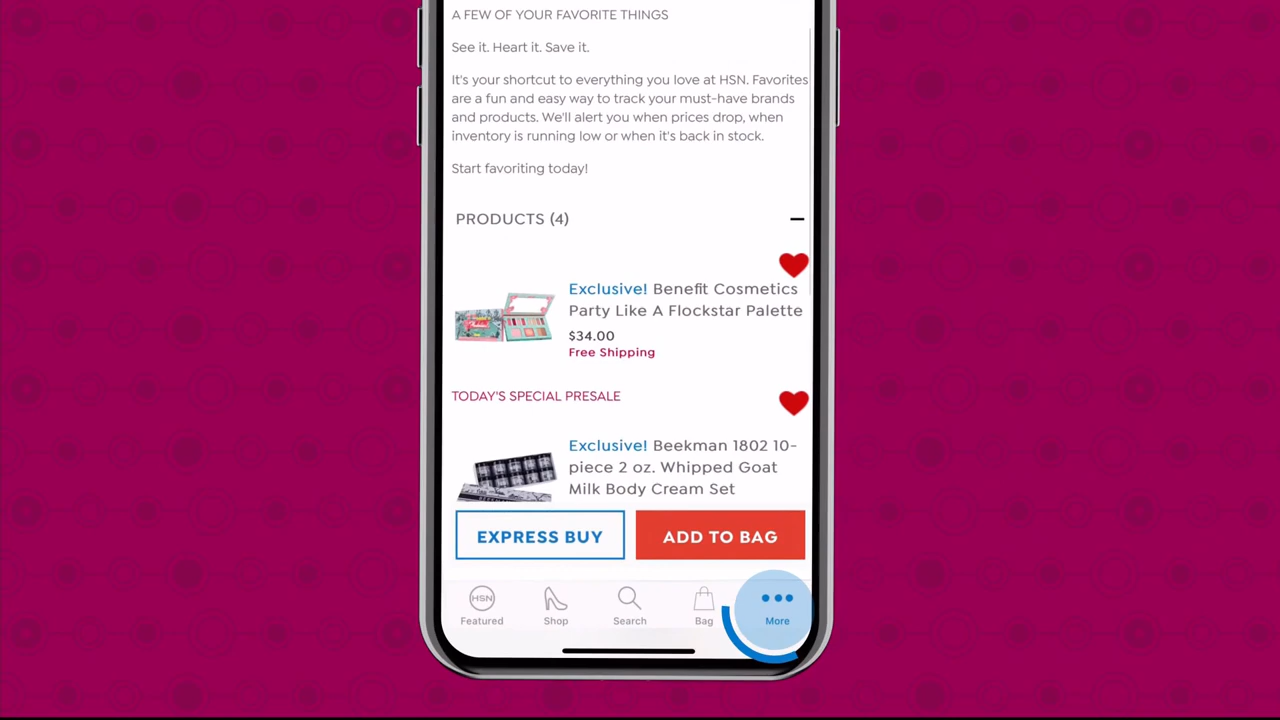 A FEW OF YOUR FAVORITE THINGS
See it. Heart it. Save it.
It's your shortcut to everything you love at HSN. Favorites
are a fun and easy way to track your must-have brands
and products. We'll alert you when prices drop, when
inventory is running low or when it's back in stock.
Start favoriting today!
PRODUCTS (4)
Exclusive! Benefit Cosmetics
Party Like A Flockstar Palette
$34.00
Free Shipping
TODAY'S SPECIAL PRESALE
Exclusive! Beekman 1802 10-
piece 2 oz. Whipped Goat
Milk Body Cream Set
EXPRESS BUY ADD TO BAG
HSN
Featured Shop Search Bag More